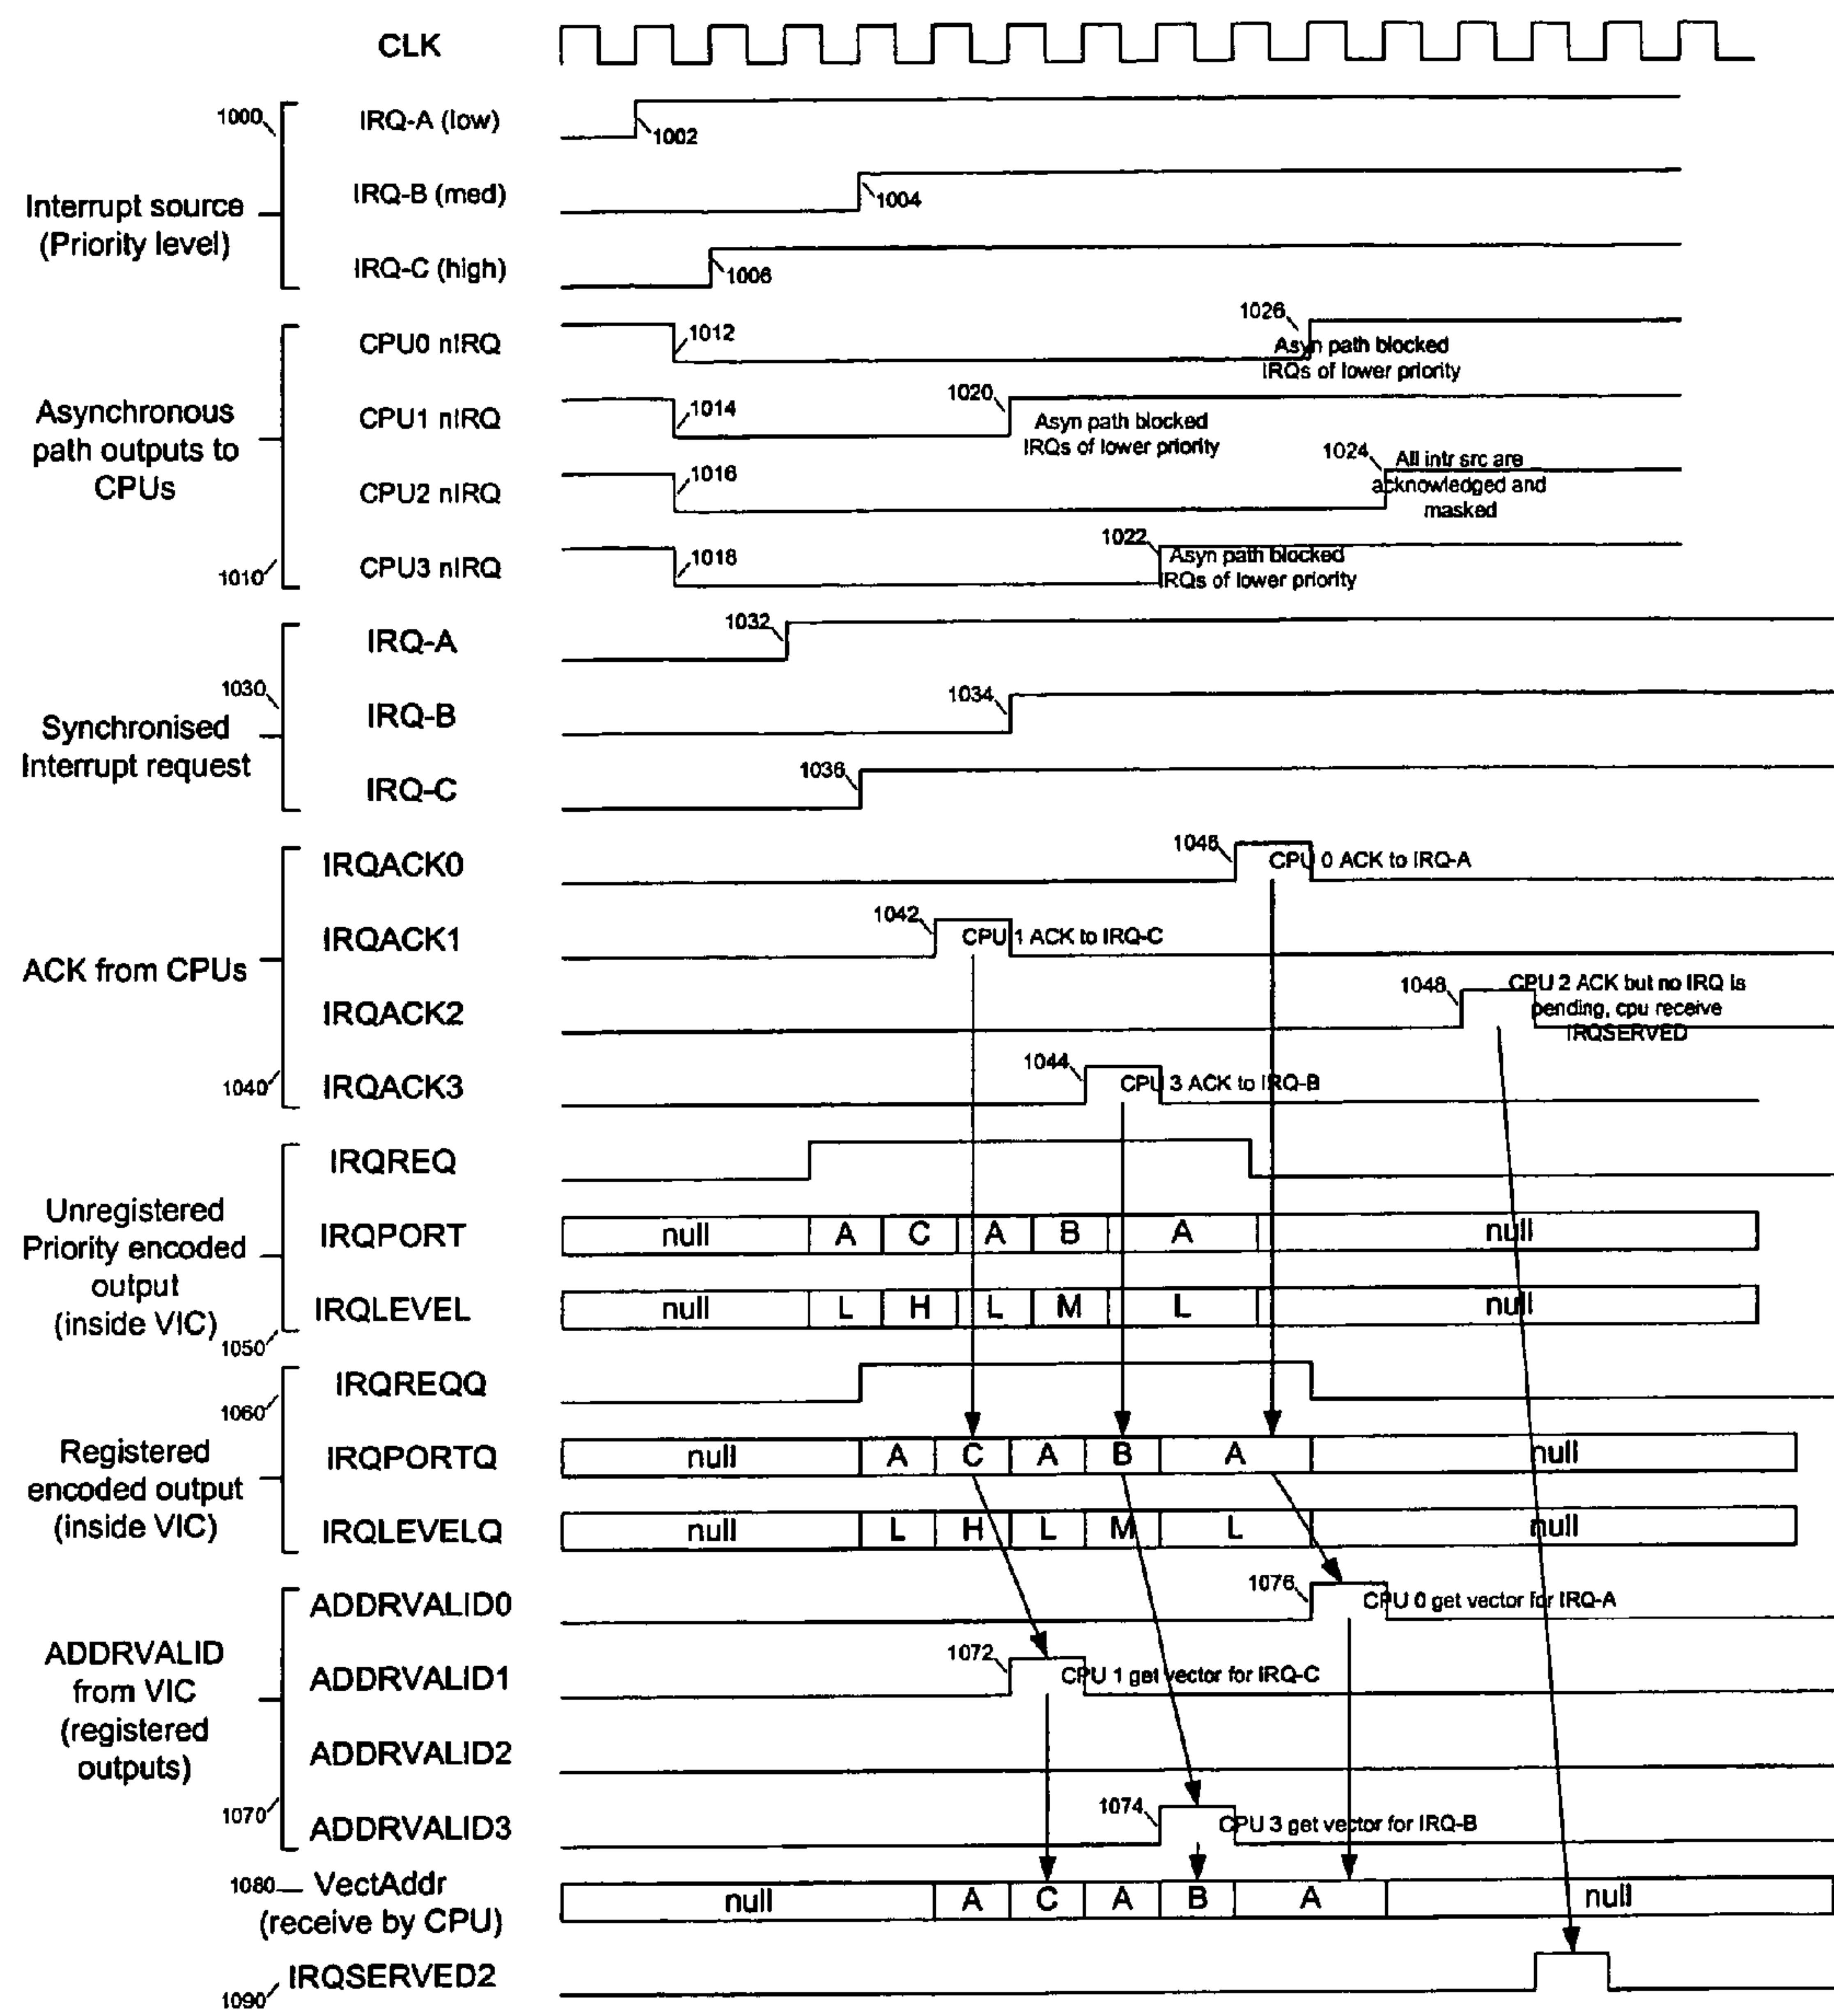 CLK
1000
IRQ-A (low)
1002
Interrupt source
(Priority level)
IRQ-B (med)
1004
IRQ-C (high)
1006
CPU0 nIRQ
1012
1026
Asyn path blocked
IRQs of lower priority
Asynchronous
path outputs to
CPUs
CPU1 nIRQ
1014
1020
Asyn path blocked
IRQs of lower priority
CPU2 nIRQ
1016
1024
All intr src are
acknowledged and
masked
1010
CPU3 nIRQ
1018
1022
Asyn path blocked
IRQs of lower priority
IRQ-A
1032
1030
Synchronised
Interrupt request
IRQ-B
1034
IRQ-C
1036
IRQACK0
1046
CPU 0 ACK to IRQ-A
ACK from CPUs
IRQACK1
1042
CPU 1 ACK to IRQ-C
IRQACK2
1048
CPU 2 ACK but no IRQ is
pending, cpu receive
IRQSERVED
1040
IRQACK3
1044
CPU 3 ACK to IRQ-B
Unregistered
Priority encoded
output
(inside VIC)
1050
IRQREQ
IRQPORT
null A C A B A null
IRQLEVEL
null L H L M L null
1060
Registered
encoded output
(inside VIC)
IRQREQQ
IRQPORTQ
null A C A B A null
IRQLEVELQ
null L H L M L null
ADDRVALID
from VIC
(registered
outputs)
1070
ADDRVALID0
1076
CPU 0 get vector for IRQ-A
ADDRVALID1
1072
CPU 1 get vector for IRQ-C
ADDRVALID2
ADDRVALID3
1074
CPU 3 get vector for IRQ-B
1080
VectAddr
(receive by CPU)
null A C A B A null
1090
IRQSERVED2